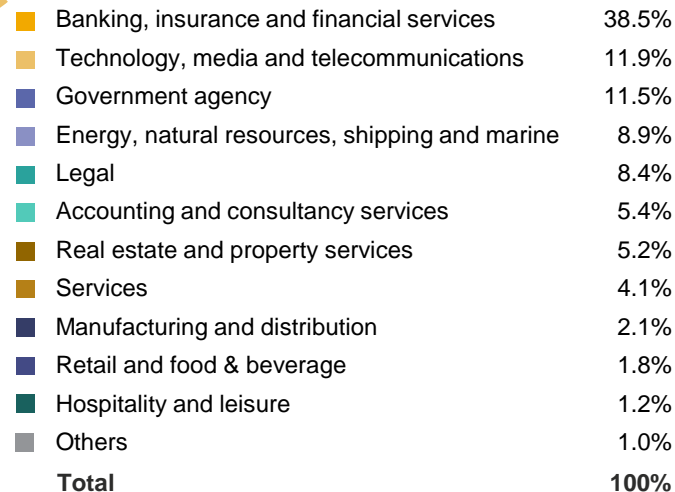 Banking, insurance and financial services 38.5%
Technology, media and telecommunications 11.9%
Government agency 11.5%
Energy, natural resources, shipping and marine 8.9%
Legal 8.4%
Accounting and consultancy services 5.4%
Real estate and property services 5.2%
Services 4.1%
Manufacturing and distribution 2.1%
Retail and food & beverage 1.8%
Hospitality and leisure 1.2%
Others 1.0%
Total 100%